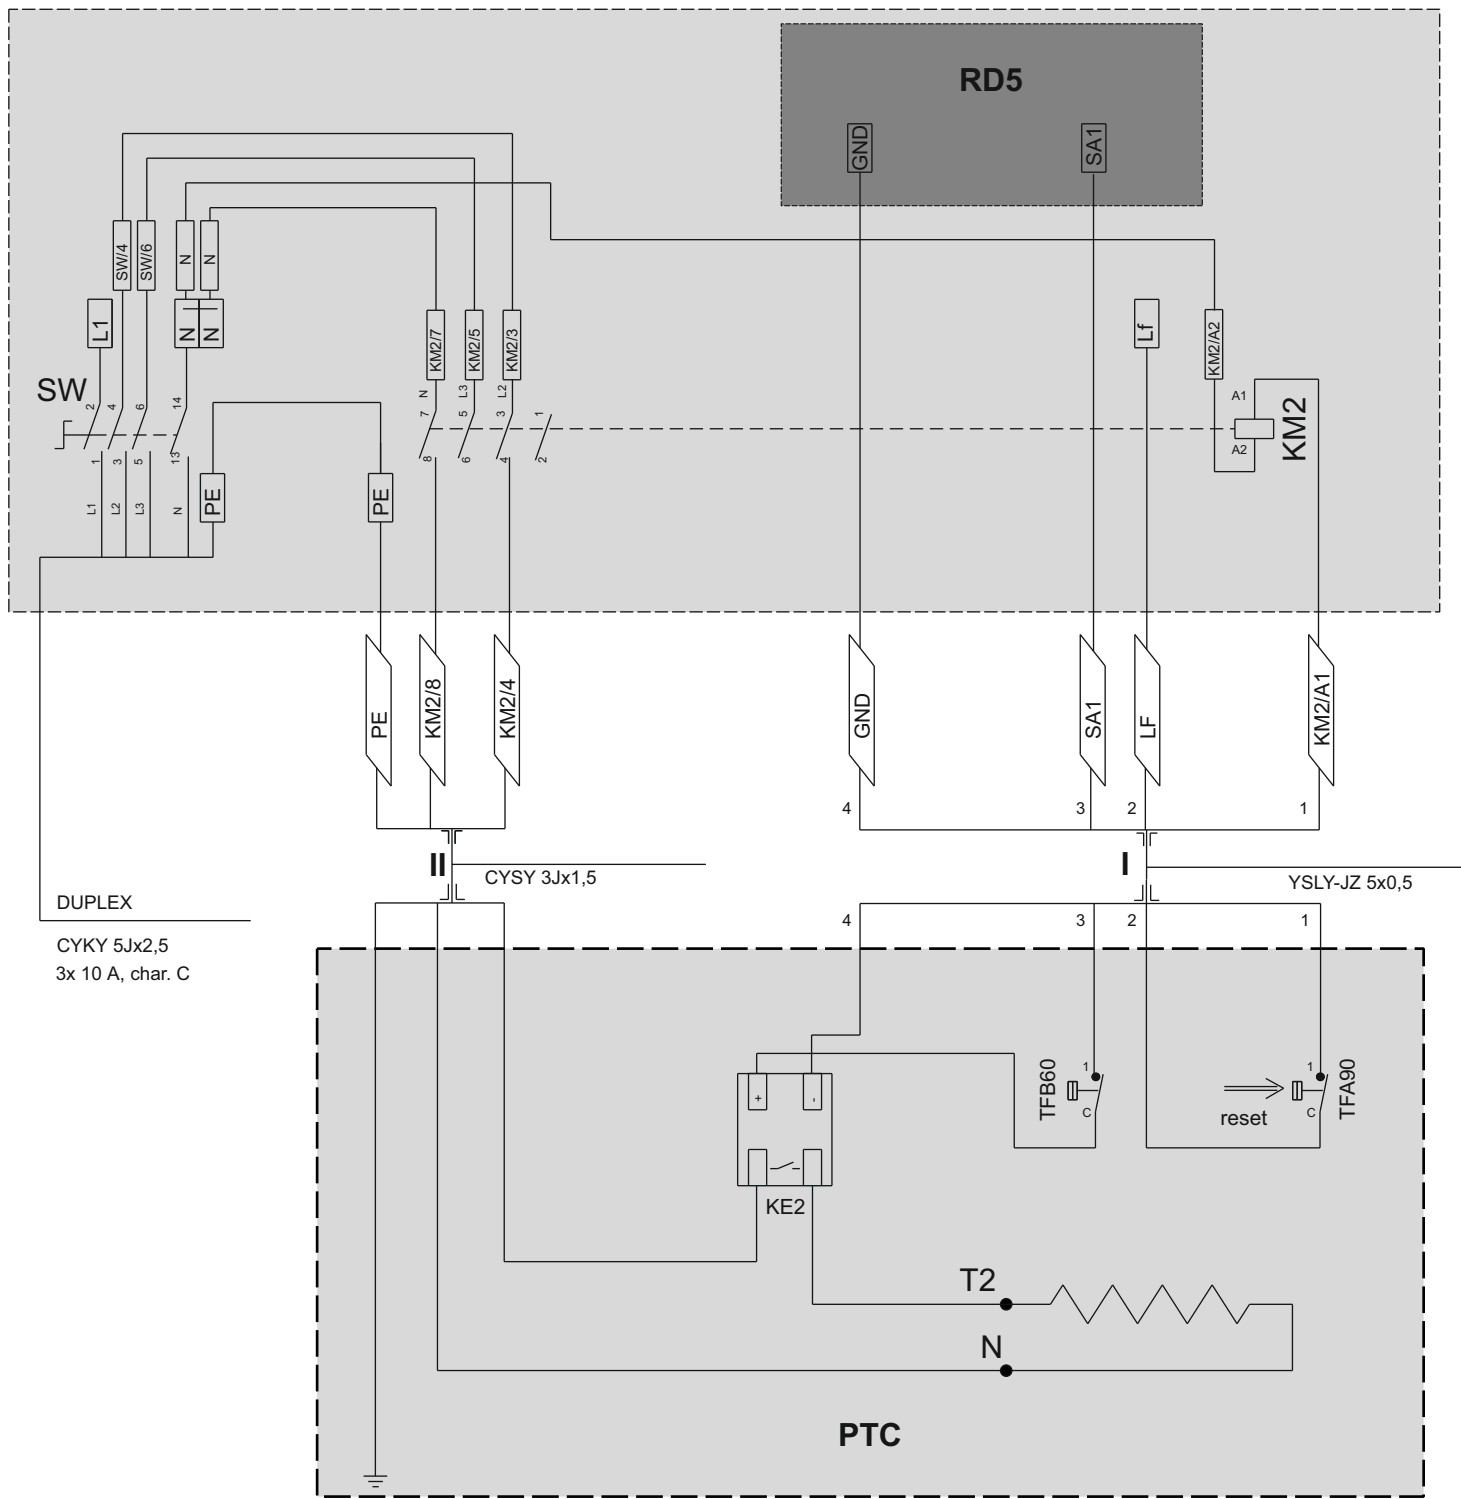 RD5
GND
SA1
SW/4
SW/6
N
N
L1
N
N
KM2/7
KM2/5
KM2/3
Lf
KM2/A2
SW
2
4
6
14
N
L3
L2
7
5
3
1
A1
A2
KM2
1
3
5
13
8
6
4
2
L1
L2
L3
N
PE
PE
PE
KM2/8
KM2/4
GND
SA1
LF
KM2/A1
4
3
2
1
II
CYSY 3Jx1,5
I
YSLY-JZ 5x0,5
DUPLEX
CYKY 5Jx2,5
3x 10 A, char. C
4
3
2
1
+
-
KE2
TFB60
1
C
reset
1
C
TFA90
T2
N
PTC